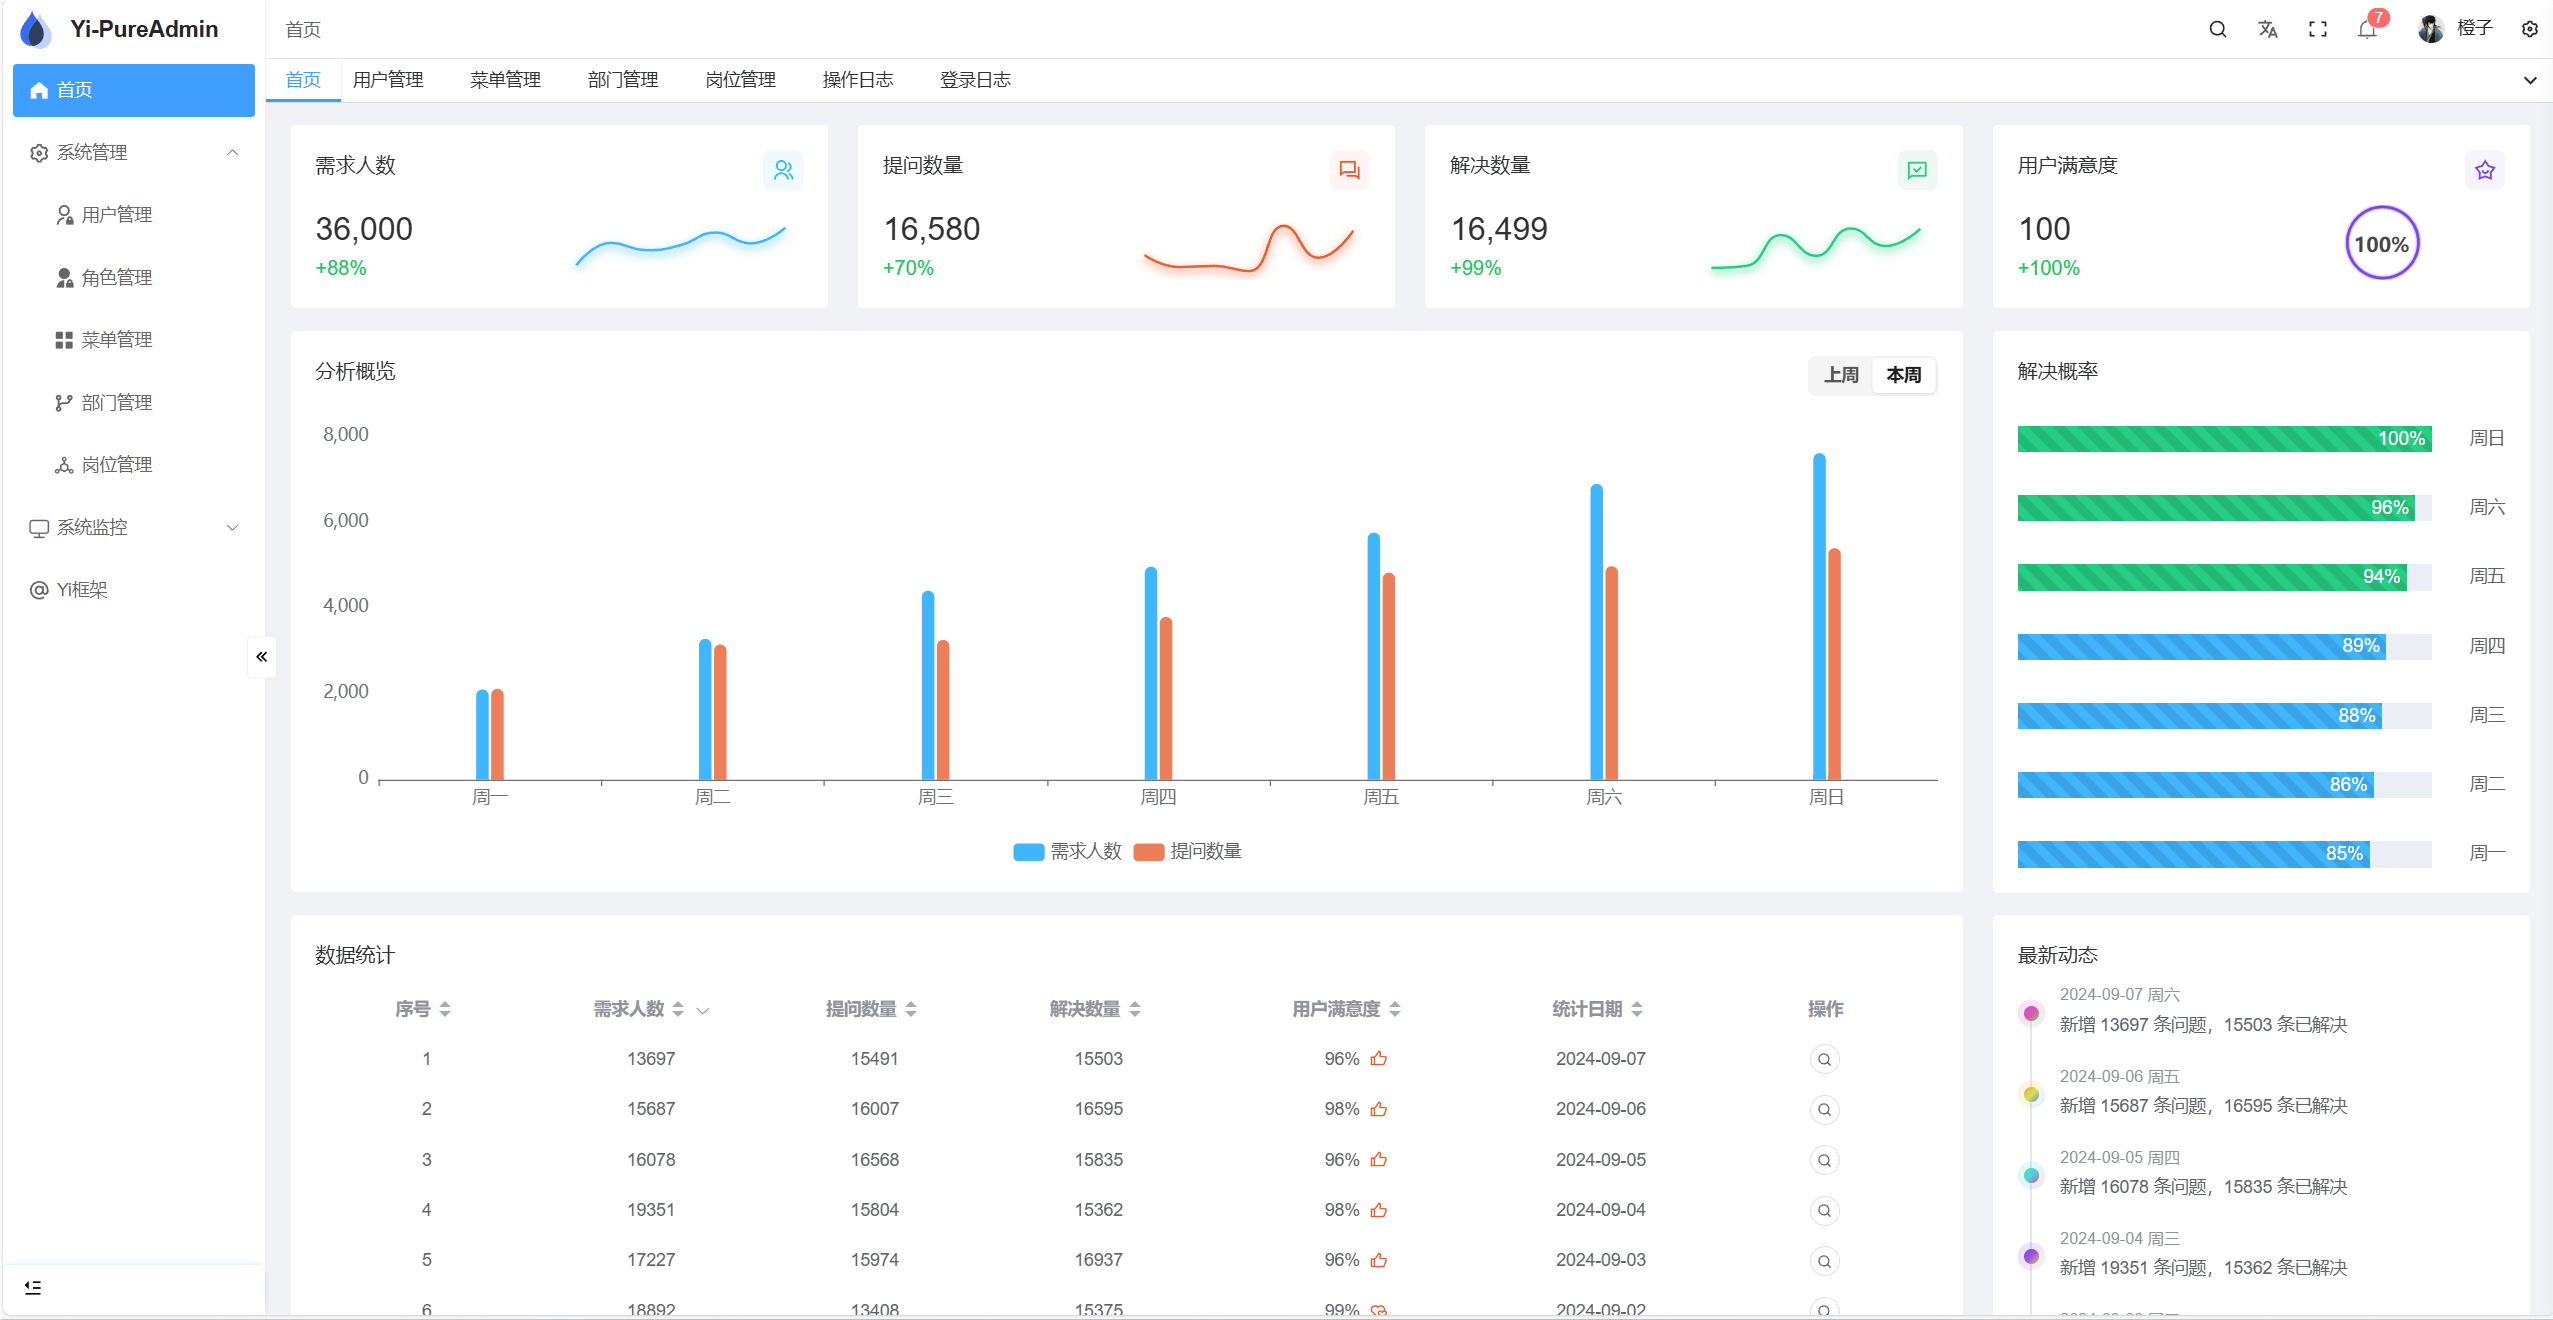 Yi-PureAdmin
首页
7
橙子
首页
系统管理
用户管理
角色管理
菜单管理
部门管理
岗位管理
系统监控
Yi框架
首页 用户管理 菜单管理 部门管理 岗位管理 操作日志 登录日志
需求人数
36,000
+88%
提问数量
16,580
+70%
解决数量
16,499
+99%
用户满意度
100
+100%
100%
分析概览
上周 本周
8,000
6,000
4,000
2,000
0
周一 周二 周三 周四 周五 周六 周日
需求人数 提问数量
解决概率
100% 周日
96% 周六
94% 周五
89% 周四
88% 周三
86% 周二
85% 周一
数据统计
序号 需求人数 提问数量 解决数量 用户满意度 统计日期 操作
1 13697 15491 15503 96% 2024-09-07
2 15687 16007 16595 98% 2024-09-06
3 16078 16568 15835 96% 2024-09-05
4 19351 15804 15362 98% 2024-09-04
5 17227 15974 16937 96% 2024-09-03
6 18892 13408 15375 99% 2024-09-02
最新动态
2024-09-07 周六
新增 13697 条问题，15503 条已解决
2024-09-06 周五
新增 15687 条问题，16595 条已解决
2024-09-05 周四
新增 16078 条问题，15835 条已解决
2024-09-04 周三
新增 19351 条问题，15362 条已解决